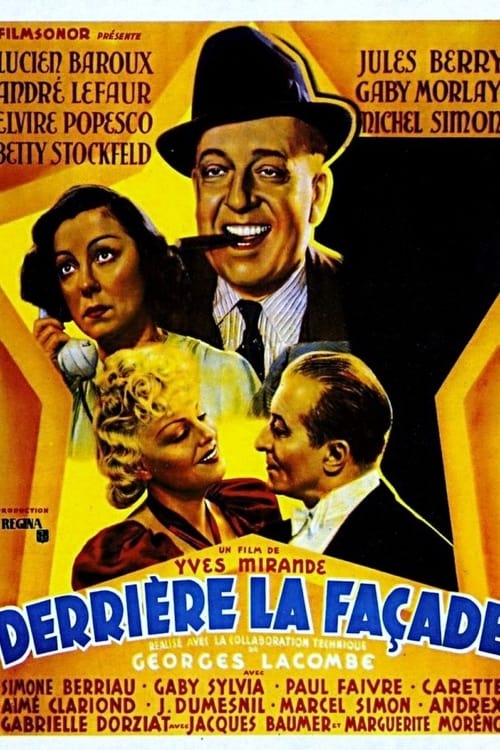 FILMSONOR PRÉSENTE
LUCIEN BAROUX
ANDRÉ LEFAUR
ELVIRE POPESCO
BETTY STOCKFELD
JULES BERRY
GABY MORLAY
MICHEL SIMON
PRODUCTION
REGINA
UN FILM DE
YVES MIRANDE
DERRIÈRE LA FAÇADE
RÉALISÉ AVEC LA COLLABORATION TECHNIQUE
DE
GEORGES LACOMBE
AVEC
SIMONE BERRIAU - GABY SYLVIA - PAUL FAIVRE - CARETTE
AIMÉ CLARIOND - J. DUMESNIL - MARCEL SIMON - ANDREX
GABRIELLE DORZIAT AVEC JACQUES BAUMER ET MARGUERITE MORENO